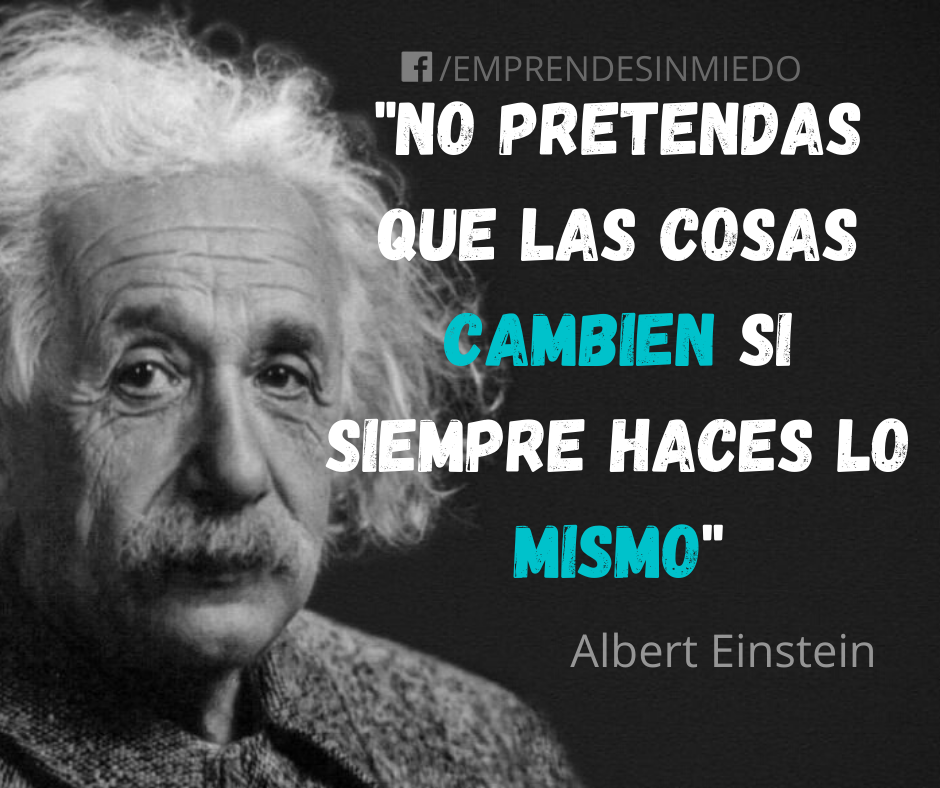 /EMPRENDESINMIEDO
"NO PRETENDAS
QUE LAS COSAS
CAMBIEN SI
SIEMPRE HACES LO
MISMO"
Albert Einstein